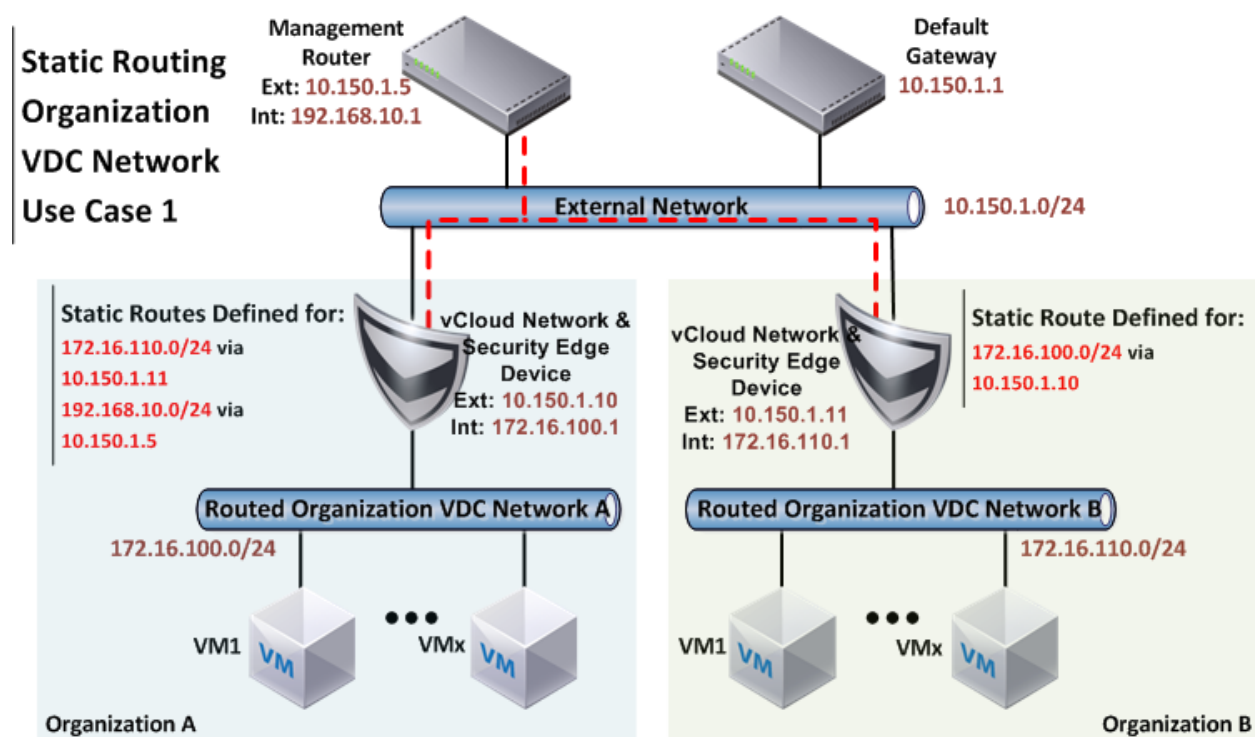 Static Routing
Organization
VDC Network
Use Case 1
Management
Router
Ext: 10.150.1.5
Int: 192.168.10.1
Default
Gateway
10.150.1.1
External Network
10.150.1.0/24
Static Routes Defined for:
172.16.110.0/24 via
10.150.1.11
192.168.10.0/24 via
10.150.1.5
vCloud Network &
Security Edge
Device
Ext: 10.150.1.10
Int: 172.16.100.1
vCloud Network &
Security Edge
Device
Ext: 10.150.1.11
Int: 172.16.110.1
Static Route Defined for:
172.16.100.0/24 via
10.150.1.10
Routed Organization VDC Network A
172.16.100.0/24
Routed Organization VDC Network B
172.16.110.0/24
VM1
VM
VMx
VM
VM1
VM
VMx
VM
Organization A
Organization B